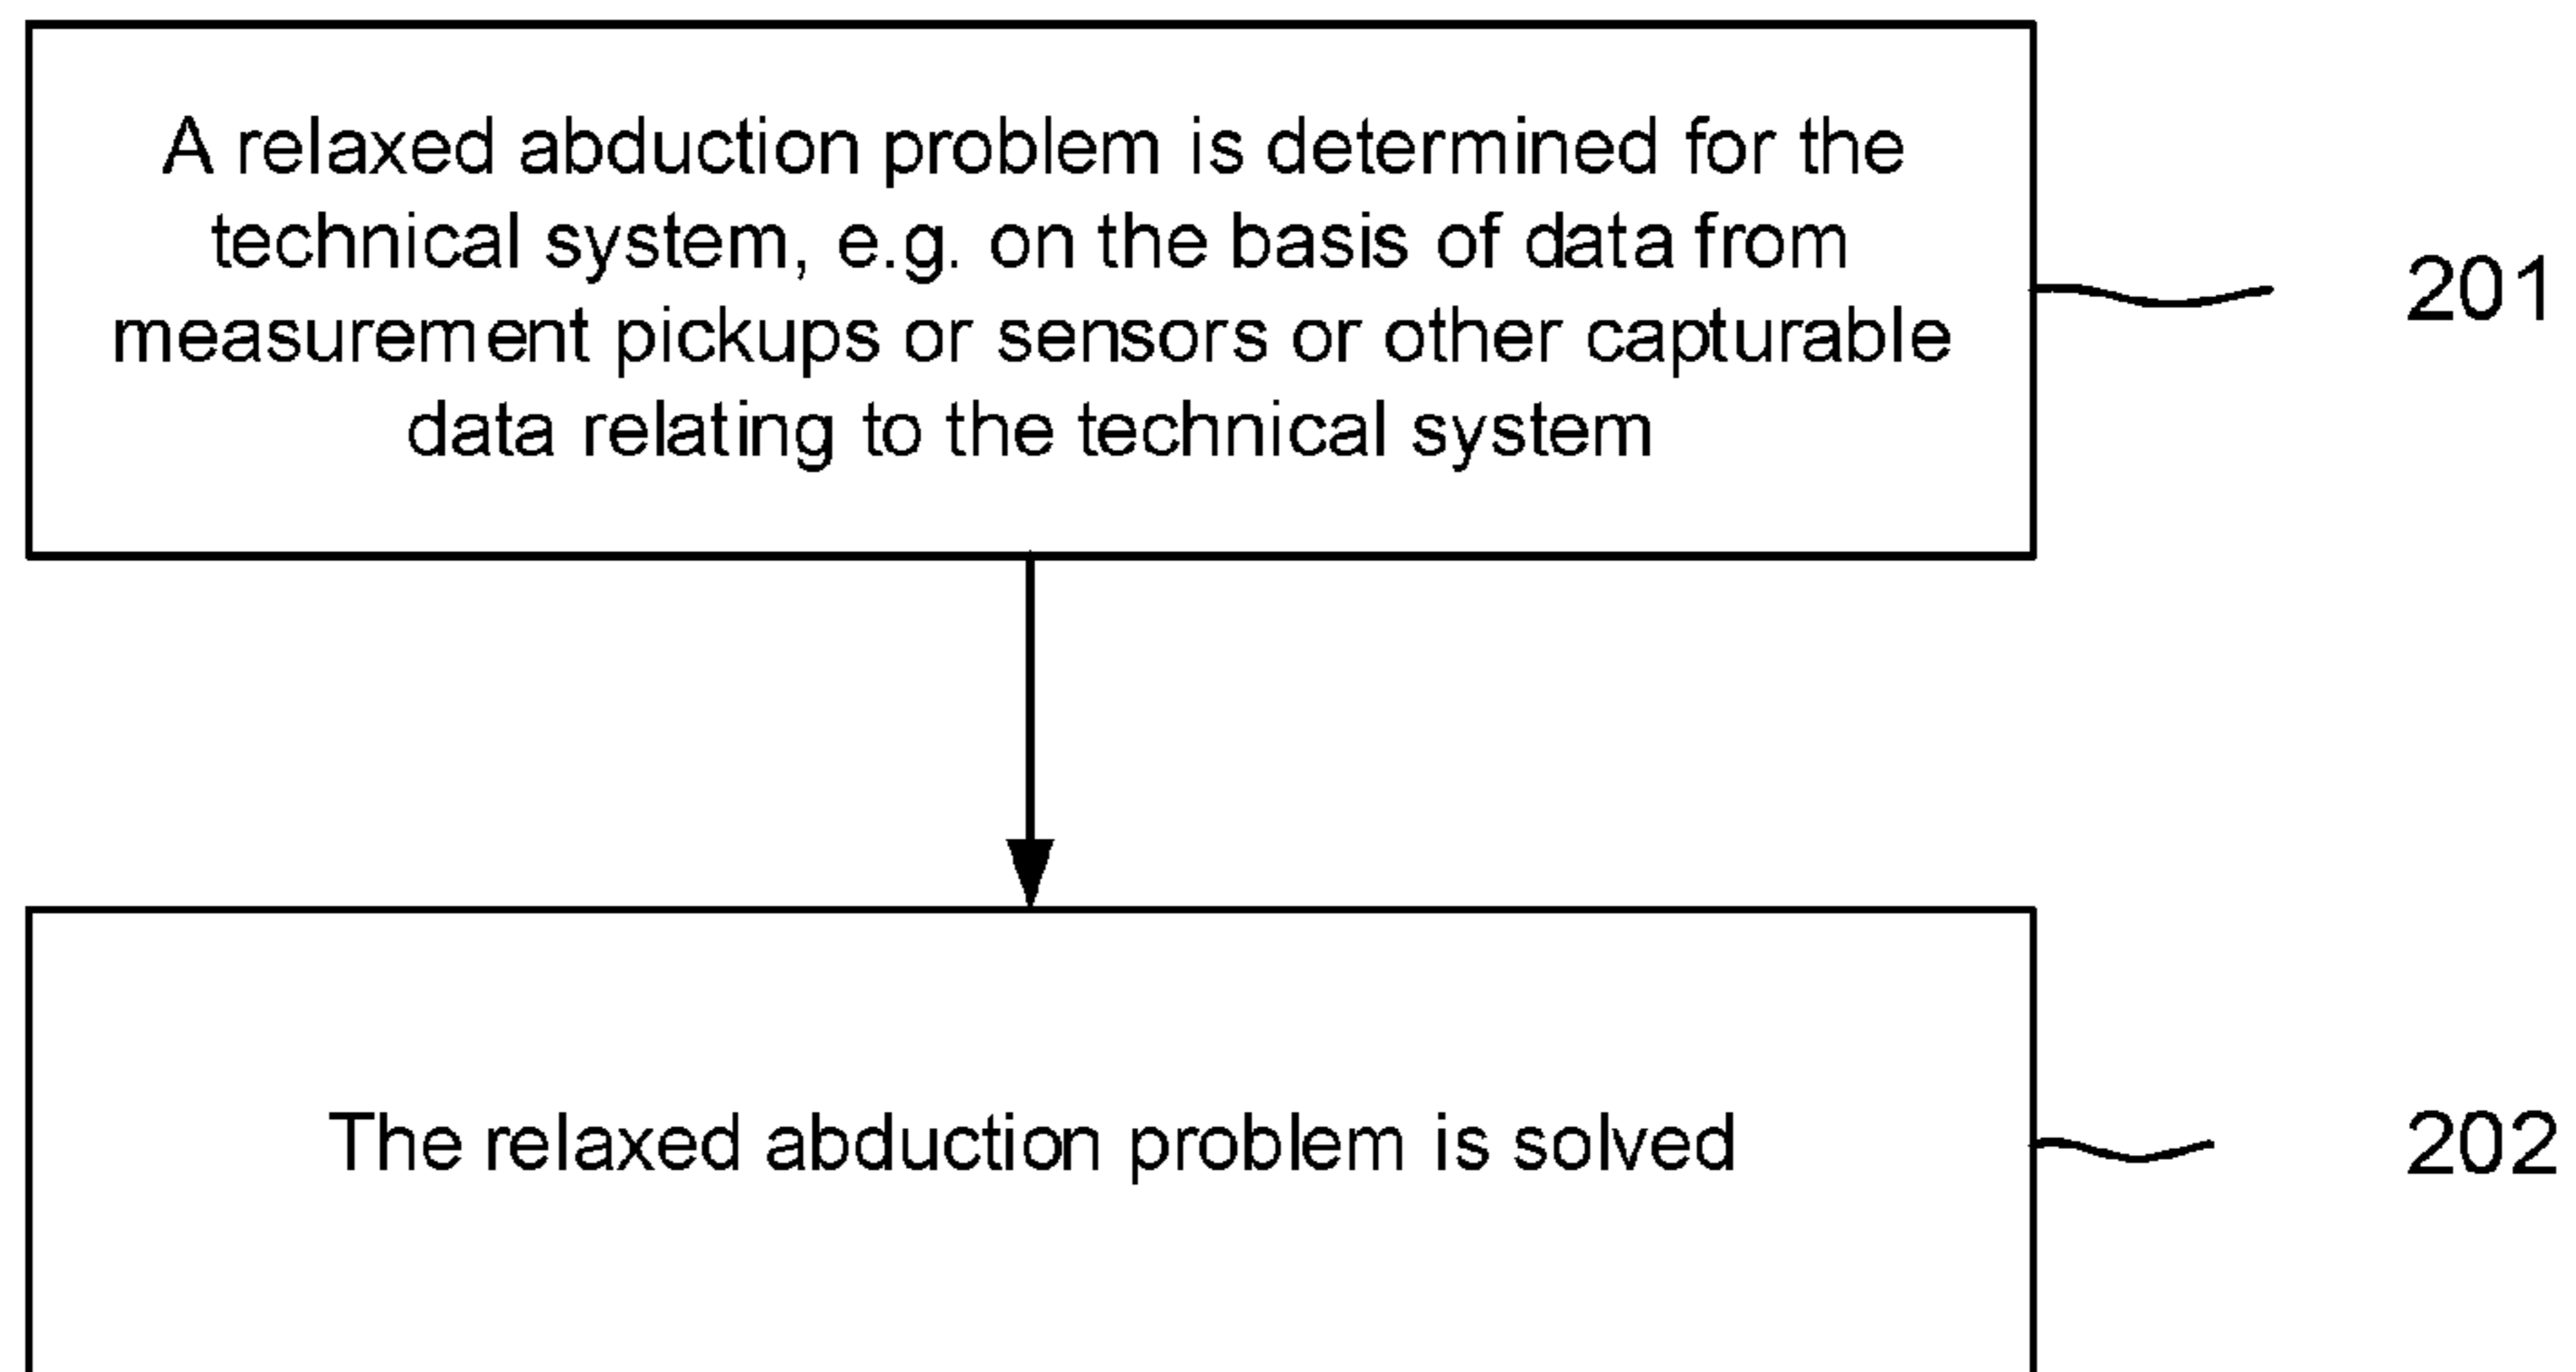 A relaxed abduction problem is determined for the
technical system, e.g. on the basis of data from
measurement pickups or sensors or other capturable
data relating to the technical system
201
The relaxed abduction problem is solved
202